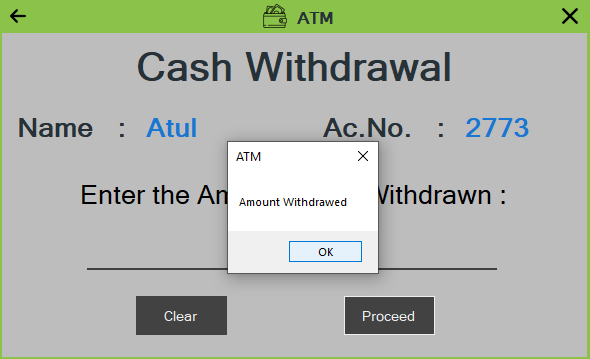 ATM
Cash Withdrawal
Name : Atul Ac.No. : 2773
ATM
Amount Withdrawed
Enter the Am Withdrawn :
OK
Clear Proceed